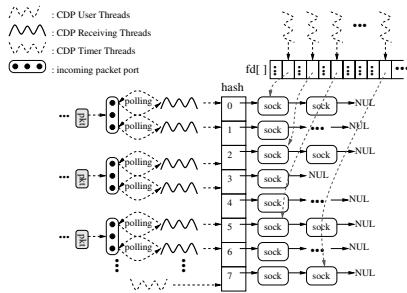 : CDP User Threads
: CDP Receiving Threads
: CDP Timer Threads
: incoming packet port
fd[ ]
hash
polling
pkt
0 sock sock NUL
polling
1 sock NUL
polling
pkt
2 sock sock NUL
polling
3 sock NUL
4 sock NUL
polling
pkt
5 sock sock NUL
polling
6 sock NUL
7 sock sock NUL